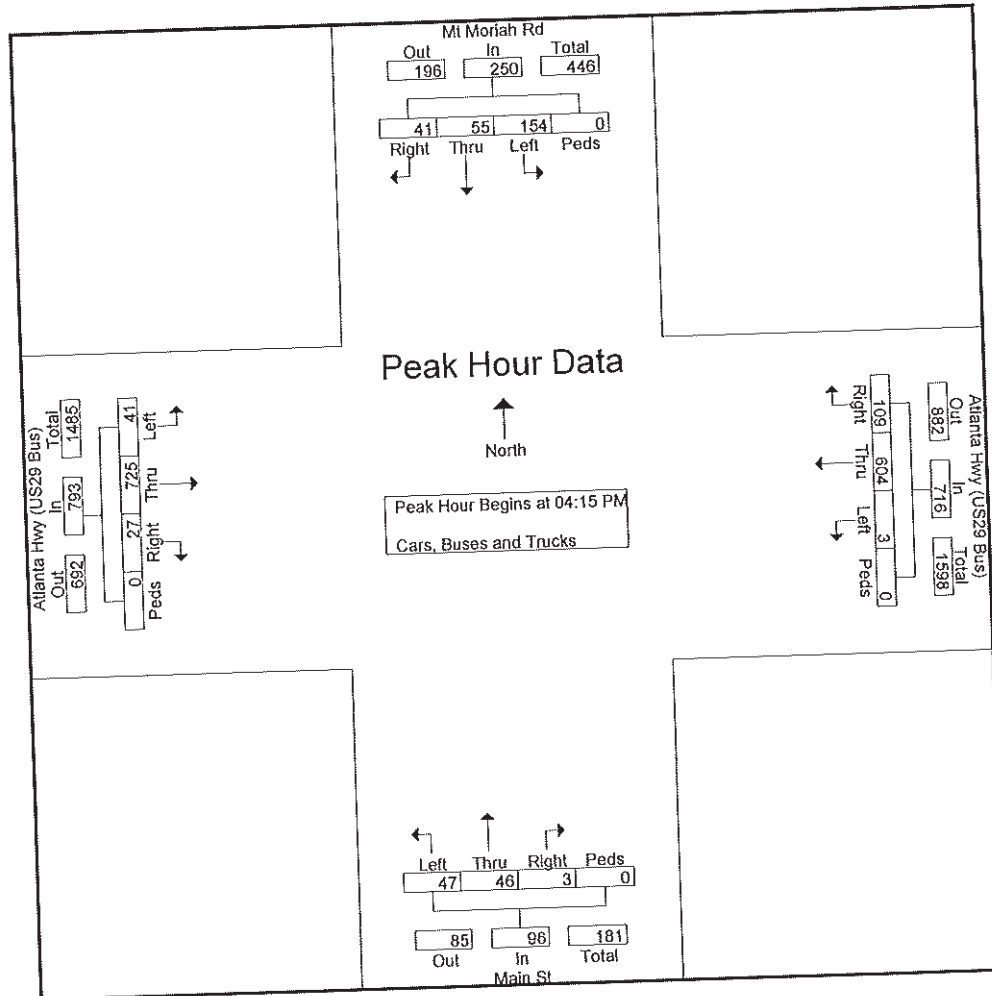 Mt Moriah Rd
Out In Total
196 250 446
41 55 154 0
Right Thru Left Peds
Peak Hour Data
North
Peak Hour Begins at 04:15 PM
Cars, Buses and Trucks
Atlanta Hwy (US29 Bus)
Out In Total
692 793 1485
41 725 27 0
Left Thru Right Peds
Atlanta Hwy (US29 Bus)
Out In Total
882 716 1598
109 604 3 0
Right Thru Left Peds
Left Thru Right Peds
47 46 3 0
85 96 181
Out In Total
Main St